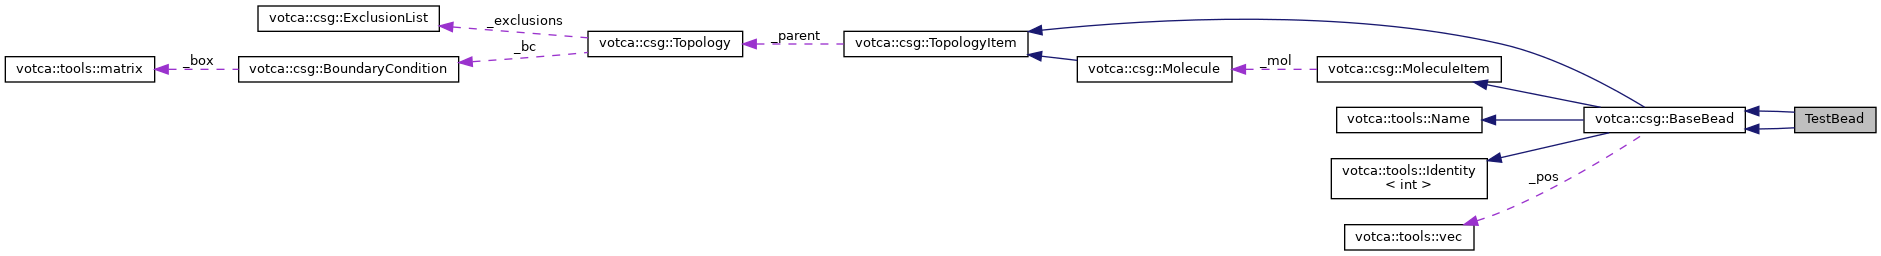 votca::csg::ExclusionList
_exclusions
_parent
votca::csg::Topology
votca::csg::TopologyItem
_bc
_box
_mol
votca::tools::matrix
votca::csg::BoundaryCondition
votca::csg::Molecule
votca::csg::MoleculeItem
votca::tools::Name
votca::csg::BaseBead
TestBead
votca::tools::Identity
< int >
_pos
votca::tools::vec